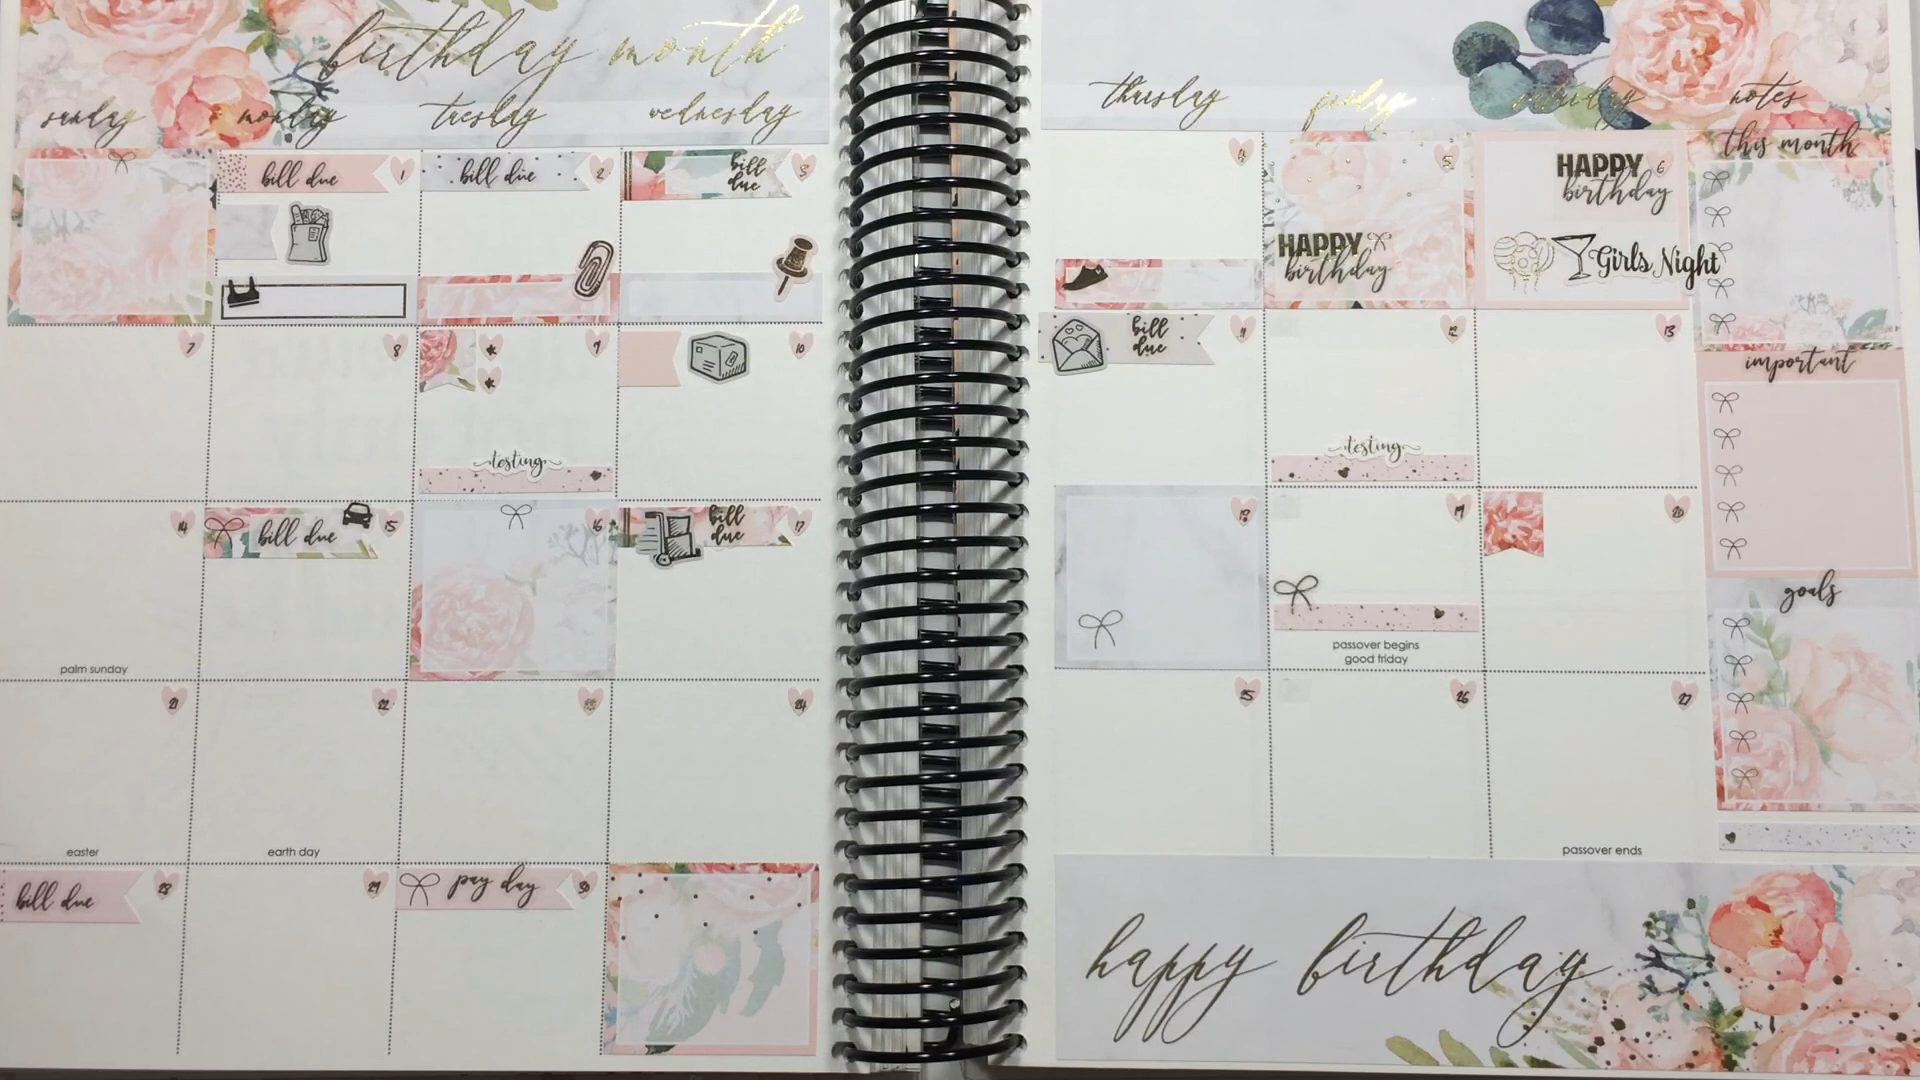 birthday month
sunday monday tuesday wednesday
thursday friday saturday notes
bill due 1
bill due 2
bill
due 3
4
5
HAPPY
birthday
HAPPY 6
birthday
Girls Night
this month
7
8
9
testing
10
bill
due
11
12
testing
13
important
14
palm sunday
bill due 15
16
bill
due 17
18
19
passover begins
good friday
20
goals
21
easter
22
earth day
23
24
25
26
27
passover ends
bill due 28
29
pay day 30
happy birthday